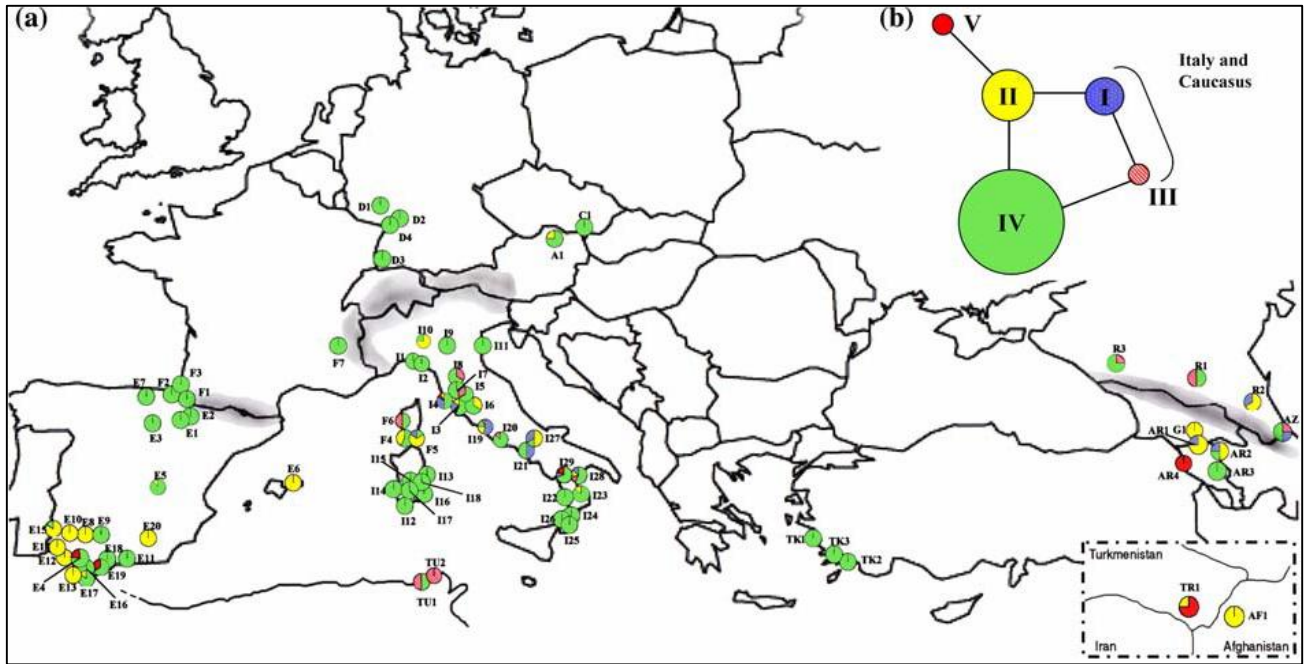 (a)
(b)
V
II
I
Italy and
Caucasus
III
IV
D1
D2
D4
D3
C1
A1
I10
I9
I11
F7
I1
I2
I8
I7
I5
I4
I6
I3
F3
E7
F2
F1
E2
E3
E1
F6
F4
F5
I19
I20
I27
I21
I29
I28
I22
I23
I24
I26
I25
I15
I13
I14
I18
I16
I17
I12
E5
E6
E15
E10
E8
E9
E20
E12
E18
E11
E4
E19
E13
E17
E16
TU2
TU1
TK1
TK3
TK2
R3
R1
R2
AZ
AR1
G1
AR2
AR4
AR3
Turkmenistan
TR1
AF1
Iran
Afghanistan